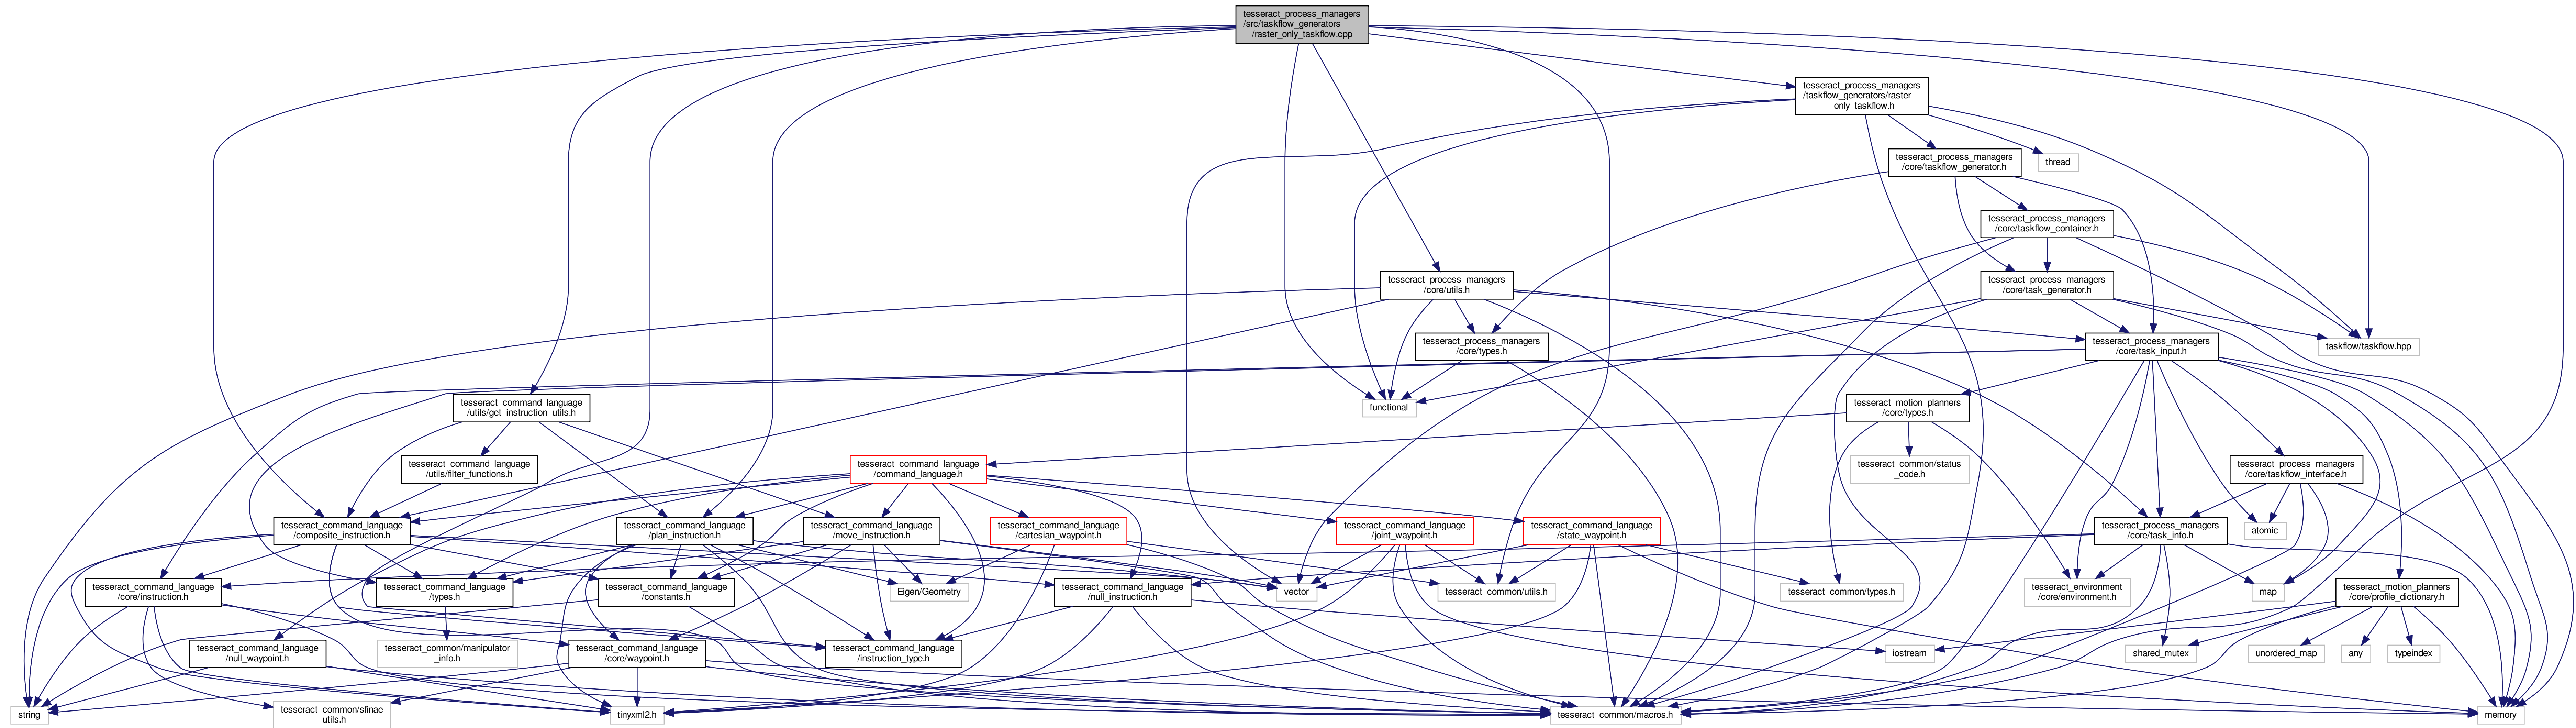 tesseract_process_managers
/src/taskflow_generators
/raster_only_taskflow.cpp
tesseract_process_managers
/taskflow_generators/raster
_only_taskflow.h
tesseract_process_managers
/core/taskflow_generator.h
thread
tesseract_process_managers
/core/taskflow_container.h
tesseract_process_managers
/core/utils.h
tesseract_process_managers
/core/task_generator.h
tesseract_process_managers
/core/types.h
tesseract_process_managers
/core/task_input.h
taskflow/taskflow.hpp
tesseract_command_language
/utils/get_instruction_utils.h
functional
tesseract_motion_planners
/core/types.h
tesseract_command_language
/utils/filter_functions.h
tesseract_command_language
/command_language.h
tesseract_common/status
_code.h
tesseract_process_managers
/core/taskflow_interface.h
tesseract_command_language
/composite_instruction.h
tesseract_command_language
/plan_instruction.h
tesseract_command_language
/move_instruction.h
tesseract_command_language
/cartesian_waypoint.h
tesseract_command_language
/joint_waypoint.h
tesseract_command_language
/state_waypoint.h
tesseract_process_managers
/core/task_info.h
atomic
tesseract_command_language
/core/instruction.h
tesseract_command_language
/types.h
tesseract_command_language
/constants.h
Eigen/Geometry
tesseract_command_language
/null_instruction.h
vector
tesseract_common/utils.h
tesseract_common/types.h
tesseract_environment
/core/environment.h
map
tesseract_motion_planners
/core/profile_dictionary.h
tesseract_command_language
/null_waypoint.h
tesseract_common/manipulator
_info.h
tesseract_command_language
/core/waypoint.h
tesseract_command_language
/instruction_type.h
iostream
shared_mutex
unordered_map
any
typeindex
string
tesseract_common/sfinae
_utils.h
tinyxml2.h
tesseract_common/macros.h
memory